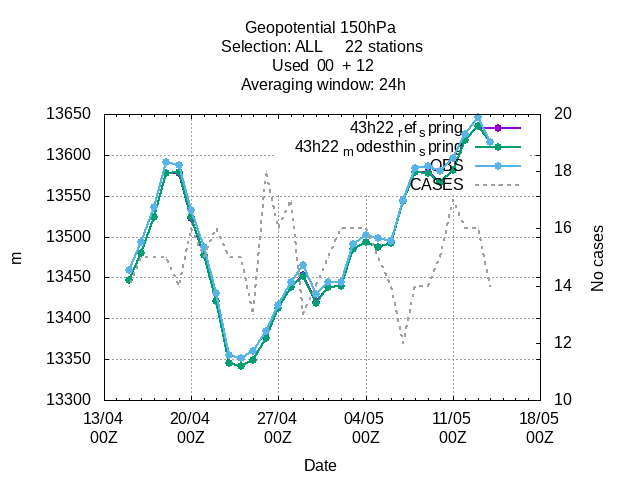 Geopotential 150hPa
Selection: ALL 22 stations
Used 00 + 12
Averaging window: 24h
43h22 ref spring
43h22 modesthin spring
OBS
CASES
13650
13600
13550
13500
13450
13400
13350
13300
20
18
16
14
12
10
m
No cases
13/04 20/04 27/04 04/05 11/05 18/05
00Z 00Z 00Z 00Z 00Z 00Z
Date